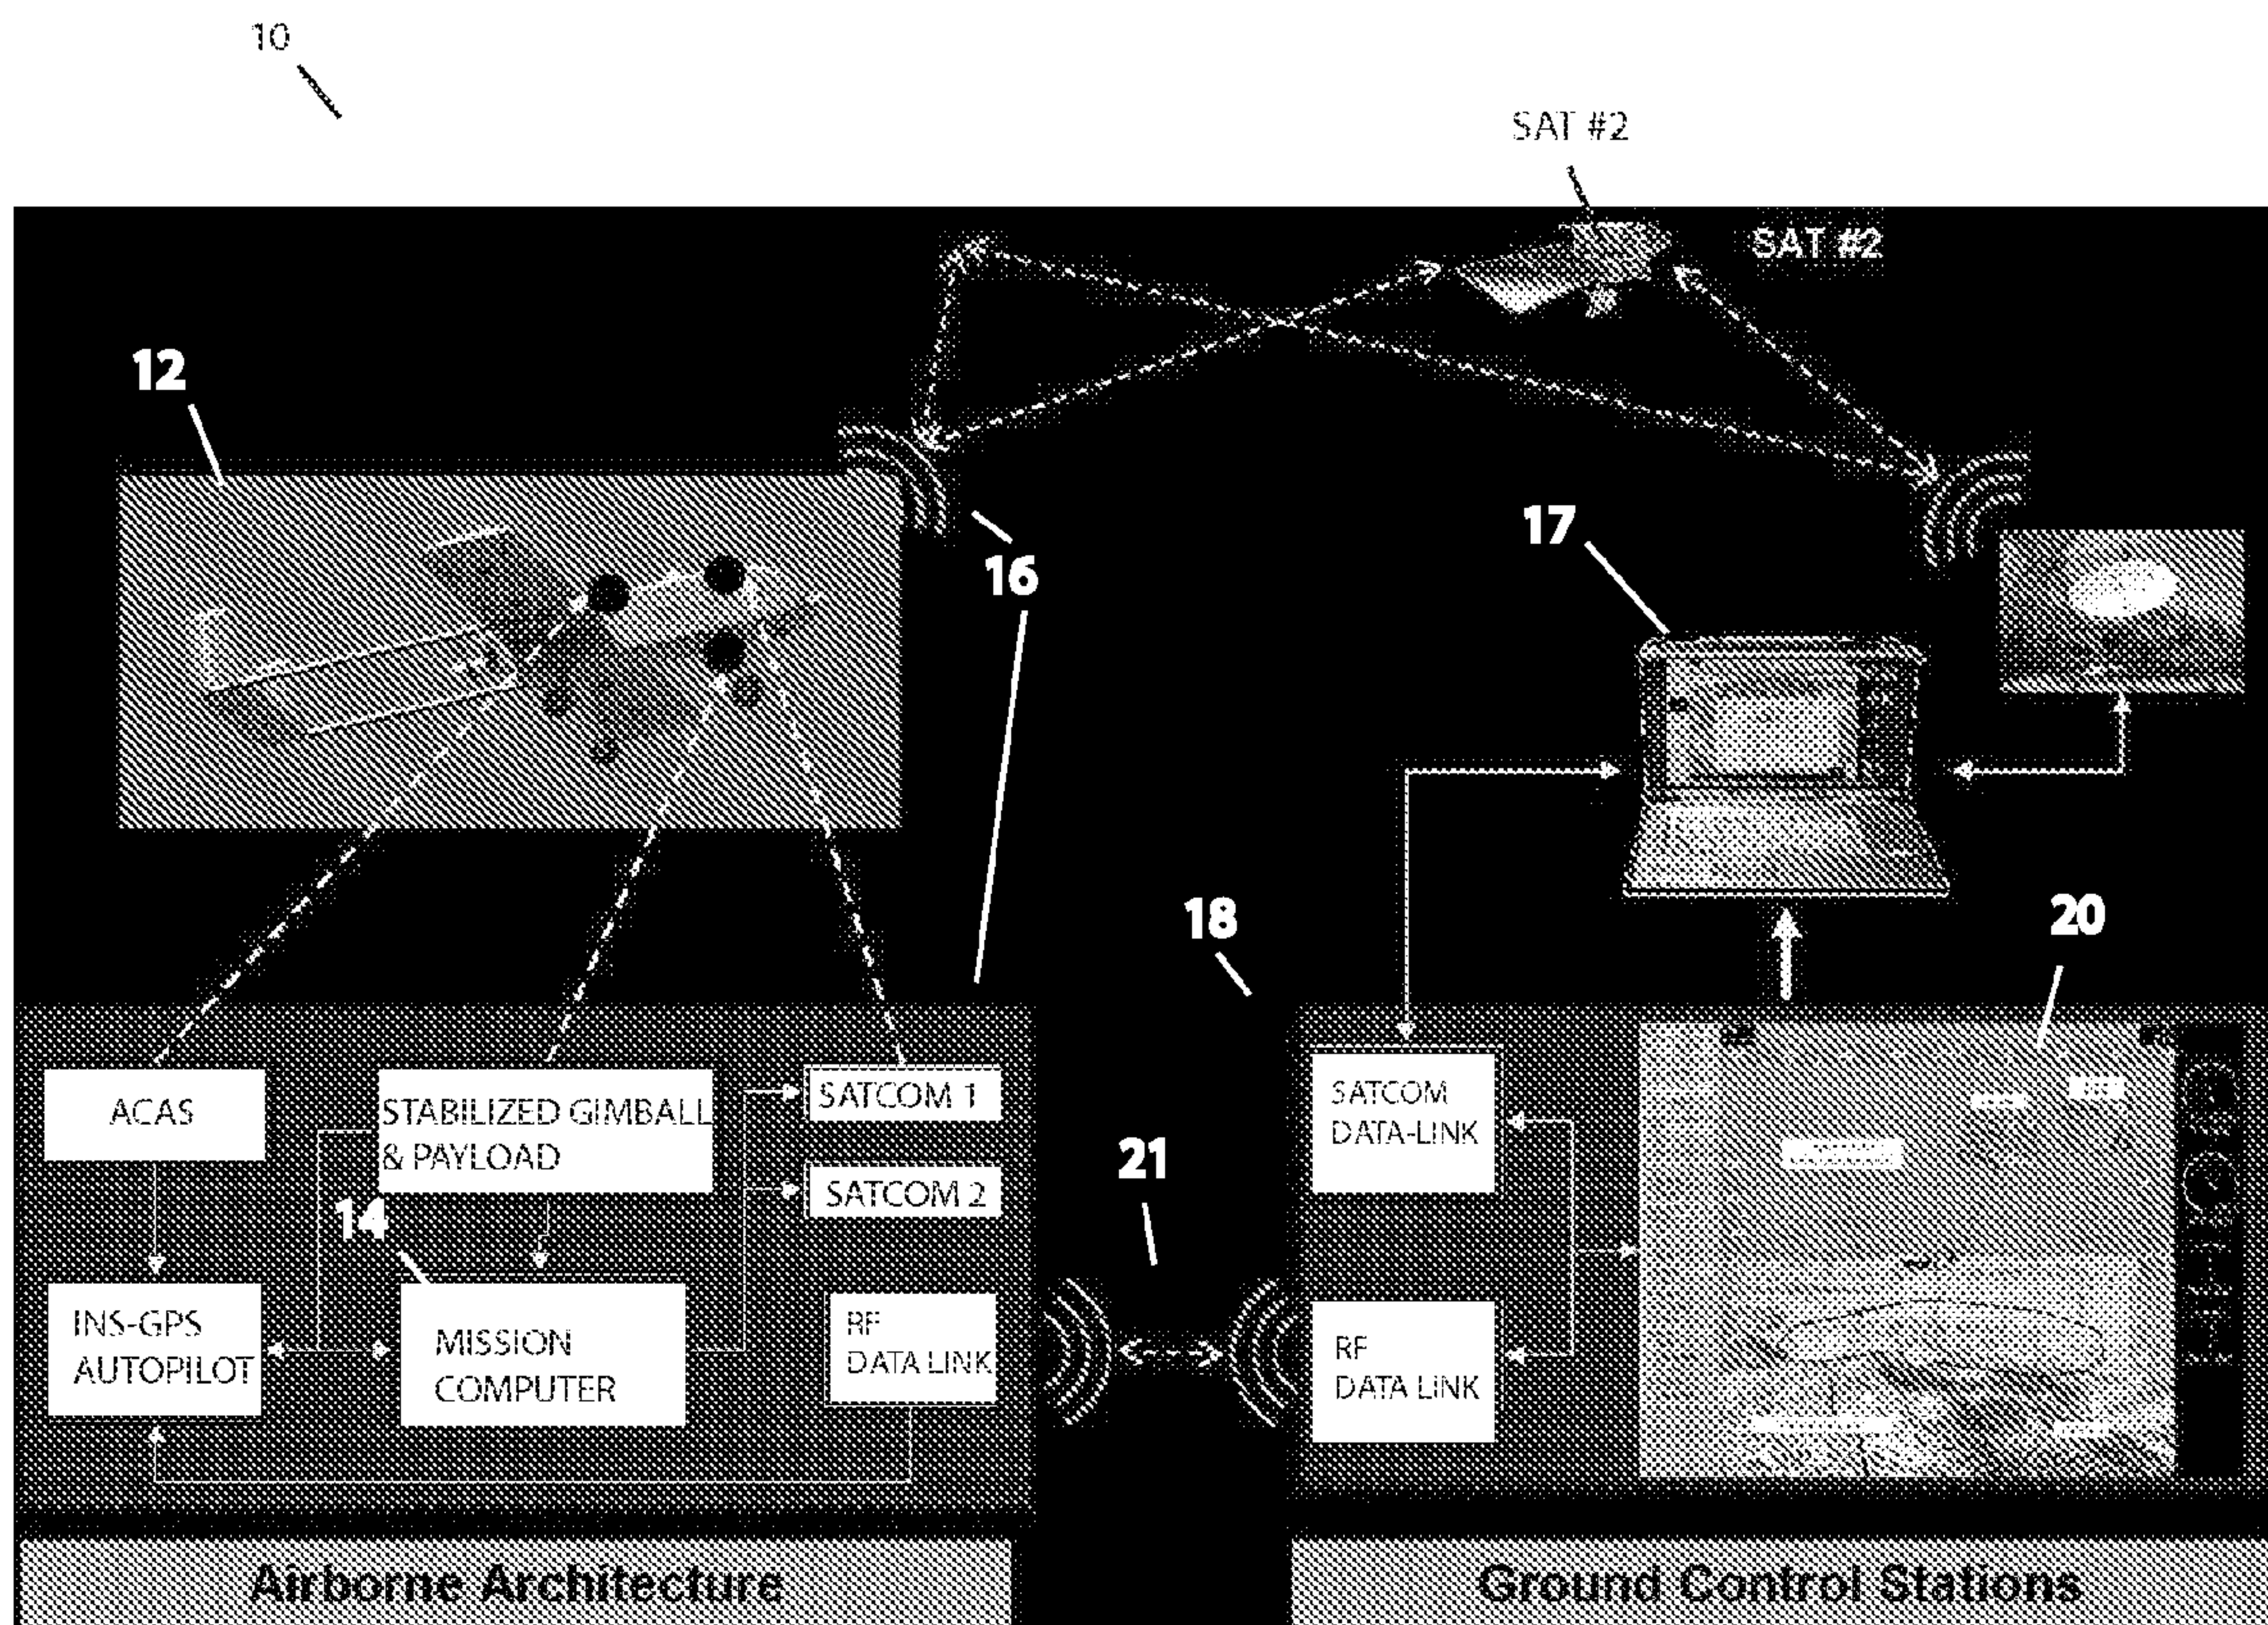 10
SAT #2
SAT #2
12
16
17
18
20
ACAS
STABILIZED GIMBALL
& PAYLOAD
SATCOM 1
SATCOM 2
14
INS-GPS
AUTOPILOT
MISSION
COMPUTER
RF
DATA LINK
21
SATCOM
DATA-LINK
RF
DATA LINK
Airborne Architecture
Ground Control Stations